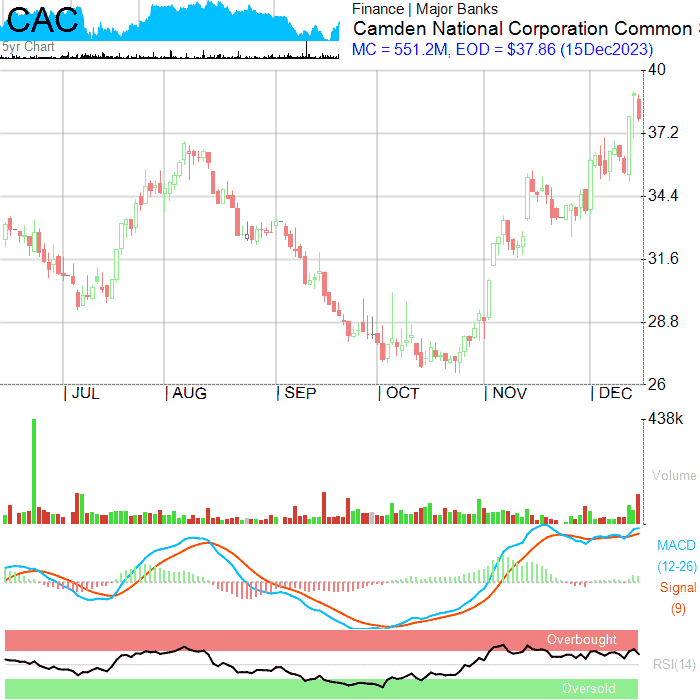 CAC
5yr Chart
Finance | Major Banks
Camden National Corporation Common
MC = 551.2M, EOD = $37.86 (15Dec2023)
40
37.2
34.4
31.6
28.8
26
| JUL | AUG | SEP | OCT | NOV | DEC
438k
Volume
MACD
(12-26)
Signal
(9)
Overbought
RSI(14)
Oversold